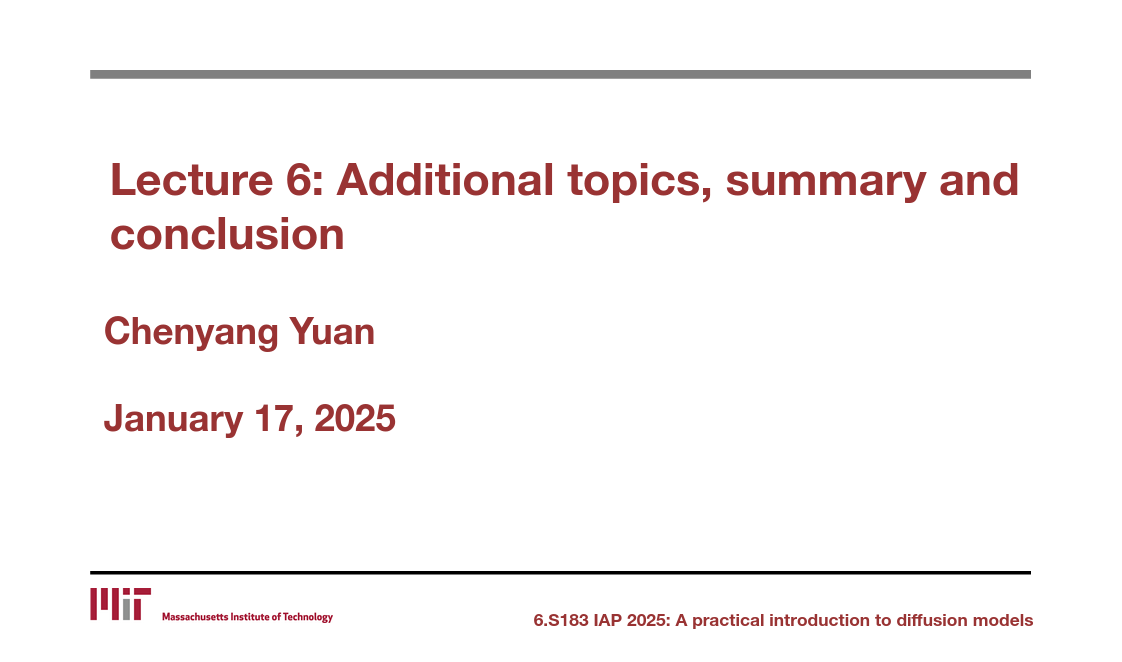 Lecture 6: Additional topics, summary and
conclusion
Chenyang Yuan
January 17, 2025
MIT
Massachusetts Institute of Technology
6.S183 IAP 2025: A practical introduction to diffusion models